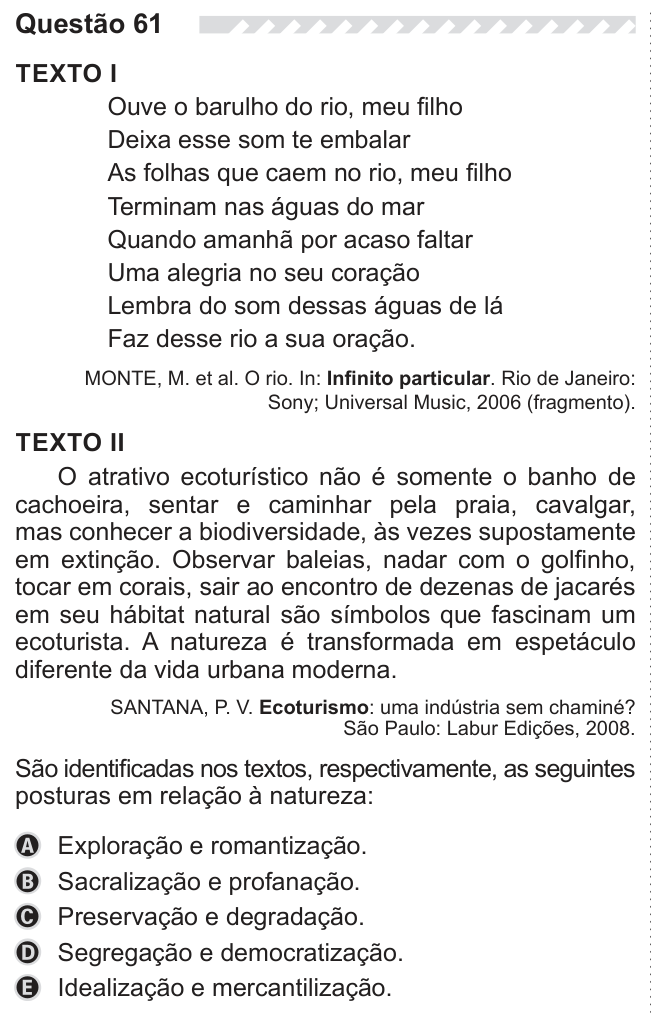 Questão 61
TEXTO I
Ouve o barulho do rio, meu filho
Deixa esse som te embalar
As folhas que caem no rio, meu filho
Terminam nas águas do mar
Quando amanhã por acaso faltar
Uma alegria no seu coração
Lembra do som dessas águas de lá
Faz desse rio a sua oração.
MONTE, M. et al. O rio. In: Infinito particular. Rio de Janeiro:
Sony; Universal Music, 2006 (fragmento).
TEXTO II
O atrativo ecoturístico não é somente o banho de
cachoeira, sentar e caminhar pela praia, cavalgar,
mas conhecer a biodiversidade, às vezes supostamente
em extinção. Observar baleias, nadar com o golfinho,
tocar em corais, sair ao encontro de dezenas de jacarés
em seu hábitat natural são símbolos que fascinam um
ecoturista. A natureza é transformada em espetáculo
diferente da vida urbana moderna.
SANTANA, P. V. Ecoturismo: uma indústria sem chaminé?
São Paulo: Labur Edições, 2008.
São identificadas nos textos, respectivamente, as seguintes
posturas em relação à natureza:
A Exploração e romantização.
B Sacralização e profanação.
C Preservação e degradação.
D Segregação e democratização.
E Idealização e mercantilização.